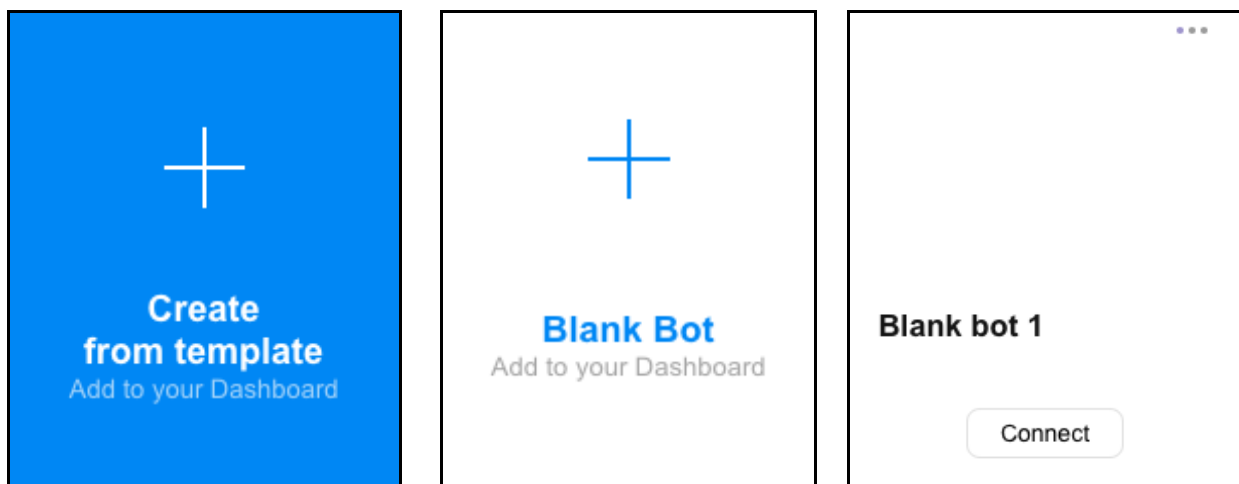 Create
from template
Add to your Dashboard
Blank Bot
Add to your Dashboard
Blank bot 1
Connect